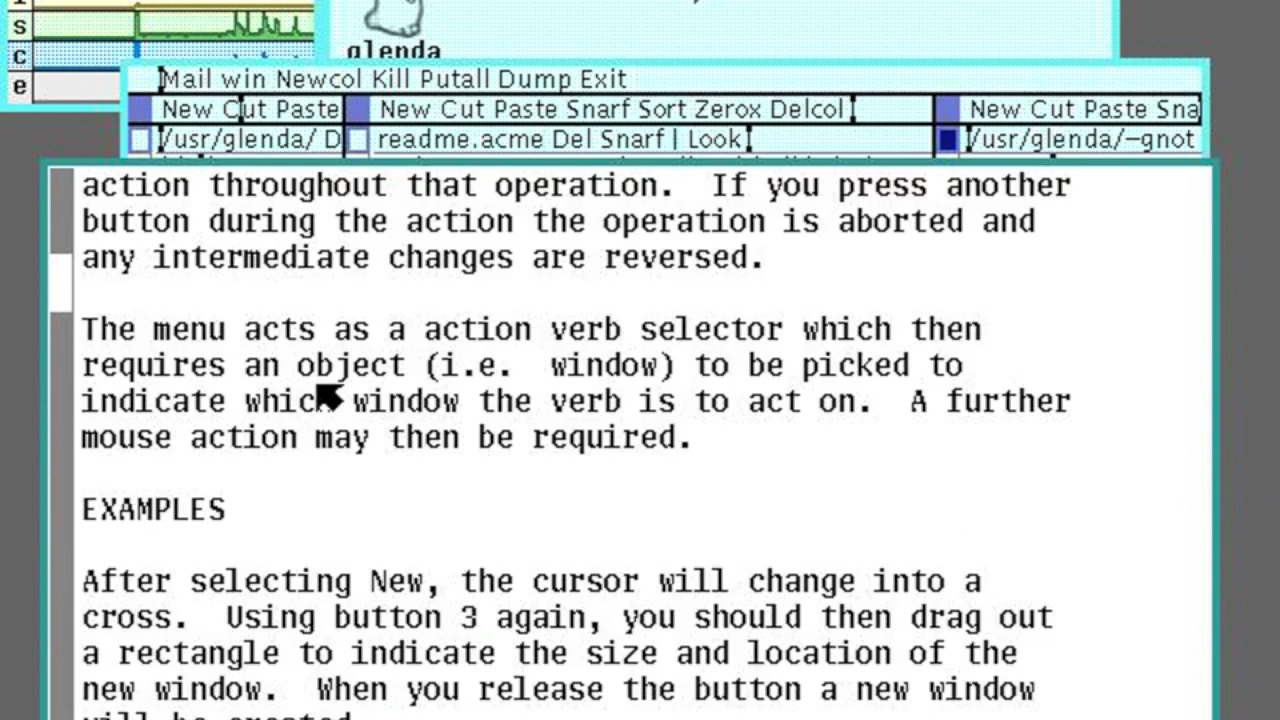 s
c
e
glenda
Mail win Newcol Kill Putall Dump Exit
New Cut Paste
New Cut Paste Snarf Sort Zerox Delcol
New Cut Paste Sna
/usr/glenda/ D
readme.acme Del Snarf | Look
/usr/glenda/-gnot
action throughout that operation.  If you press another
button during the action the operation is aborted and
any intermediate changes are reversed.
The menu acts as a action verb selector which then
requires an object (i.e.  window) to be picked to
indicate which window the verb is to act on.  A further
mouse action may then be required.
EXAMPLES
After selecting New, the cursor will change into a
cross.  Using button 3 again, you should then drag out
a rectangle to indicate the size and location of the
new window.  When you release the button a new window
will be created